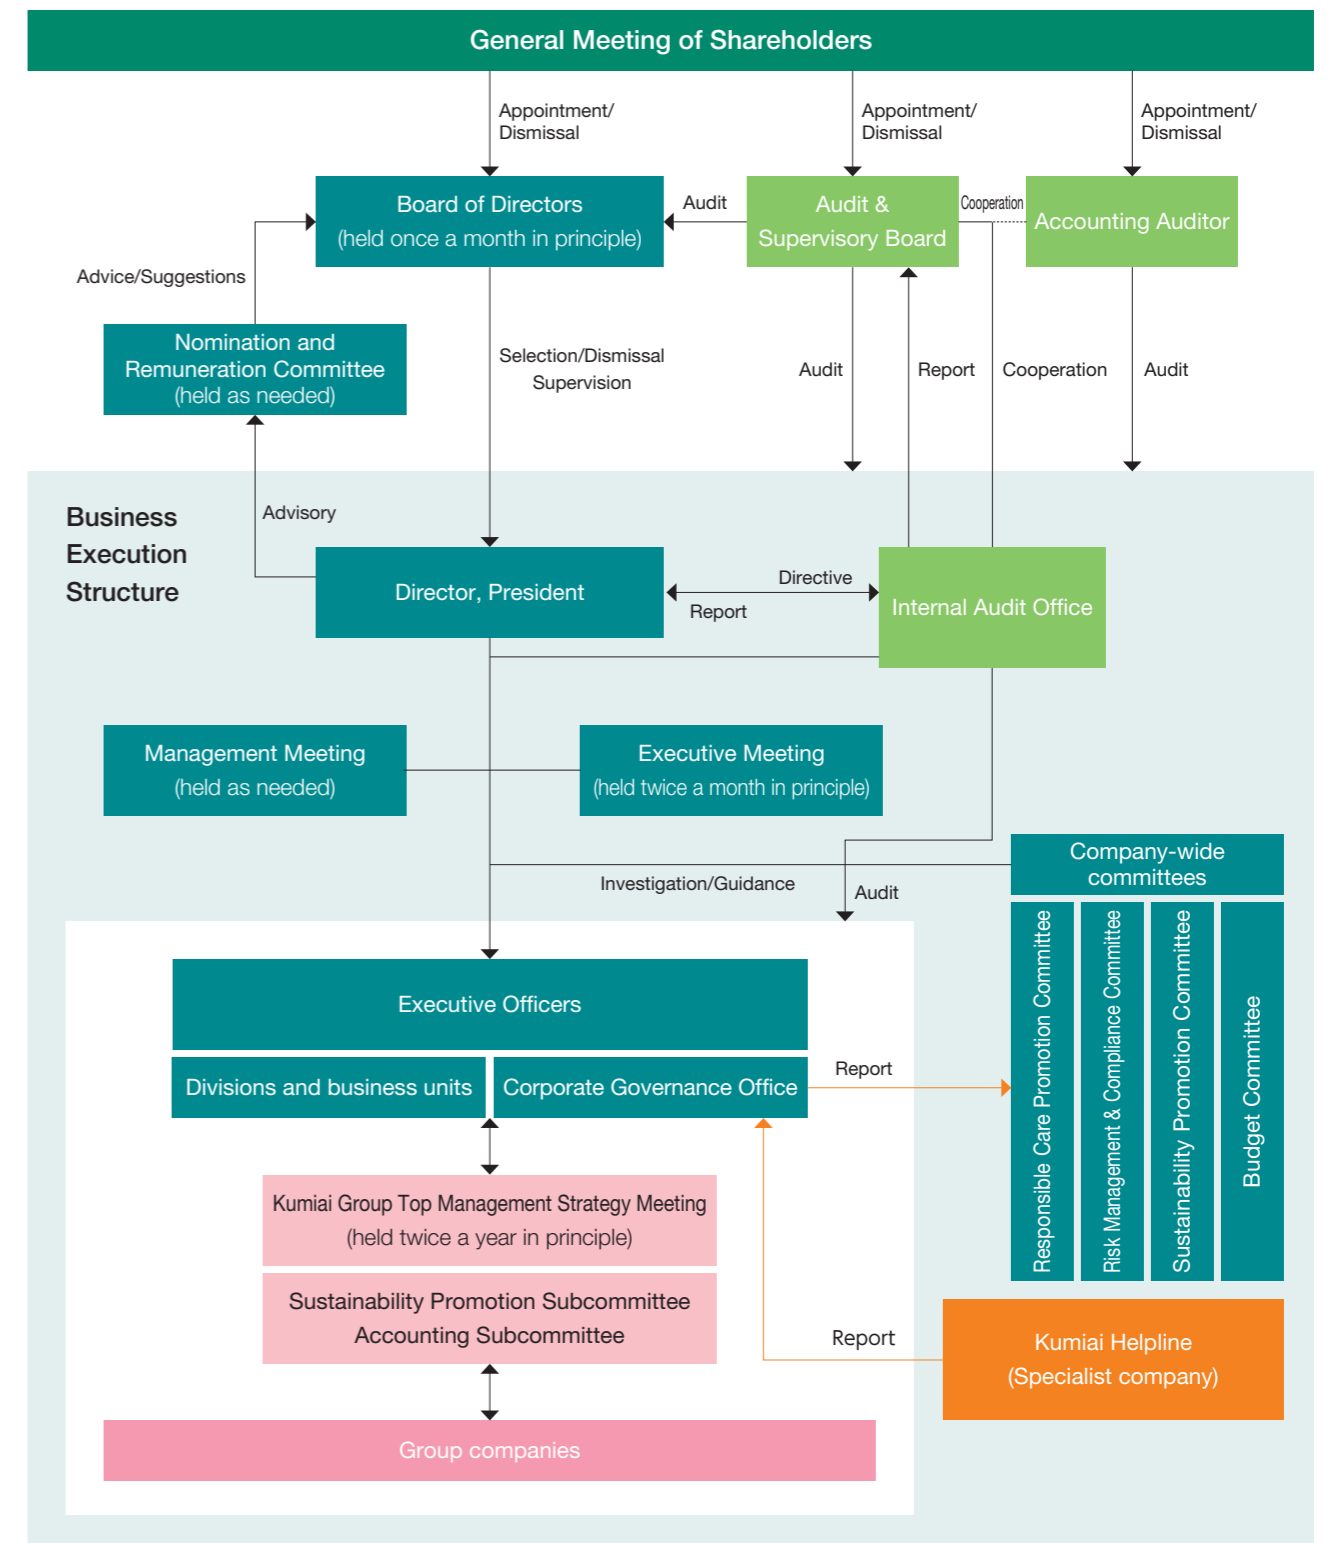 General Meeting of Shareholders
Appointment/
Dismissal
Appointment/
Dismissal
Appointment/
Dismissal
Board of Directors
(held once a month in principle)
Audit
Audit &
Supervisory Board
Cooperation
Accounting Auditor
Advice/Suggestions
Nomination and
Remuneration Committee
(held as needed)
Selection/Dismissal
Supervision
Audit
Report
Cooperation
Audit
Business
Execution
Structure
Advisory
Director, President
Directive
Report
Internal Audit Office
Management Meeting
(held as needed)
Executive Meeting
(held twice a month in principle)
Investigation/Guidance
Audit
Company-wide
committees
Responsible Care Promotion Committee
Risk Management & Compliance Committee
Sustainability Promotion Committee
Budget Committee
Executive Officers
Divisions and business units
Corporate Governance Office
Report
Kumiai Group Top Management Strategy Meeting
(held twice a year in principle)
Sustainability Promotion Subcommittee
Accounting Subcommittee
Report
Kumiai Helpline
(Specialist company)
Group companies